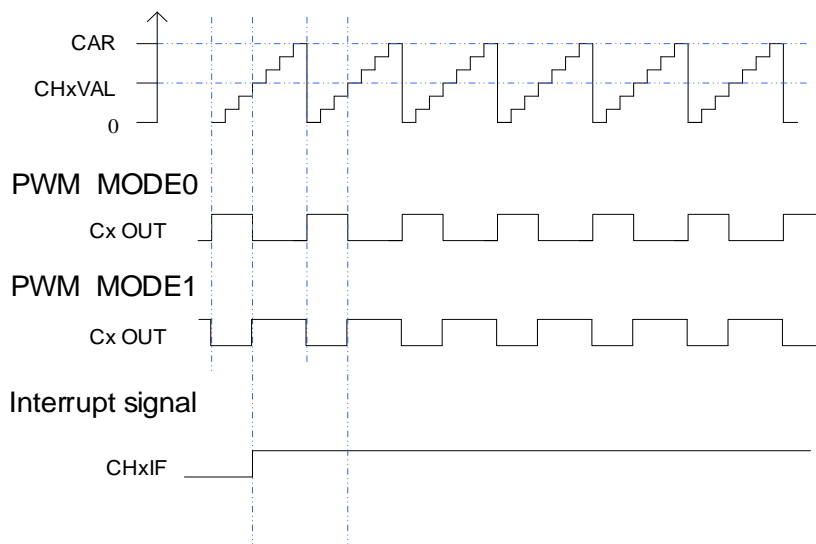 CAR
CHxVAL
0
PWM MODE0
Cx OUT
PWM MODE1
Cx OUT
Interrupt signal
CHxIF